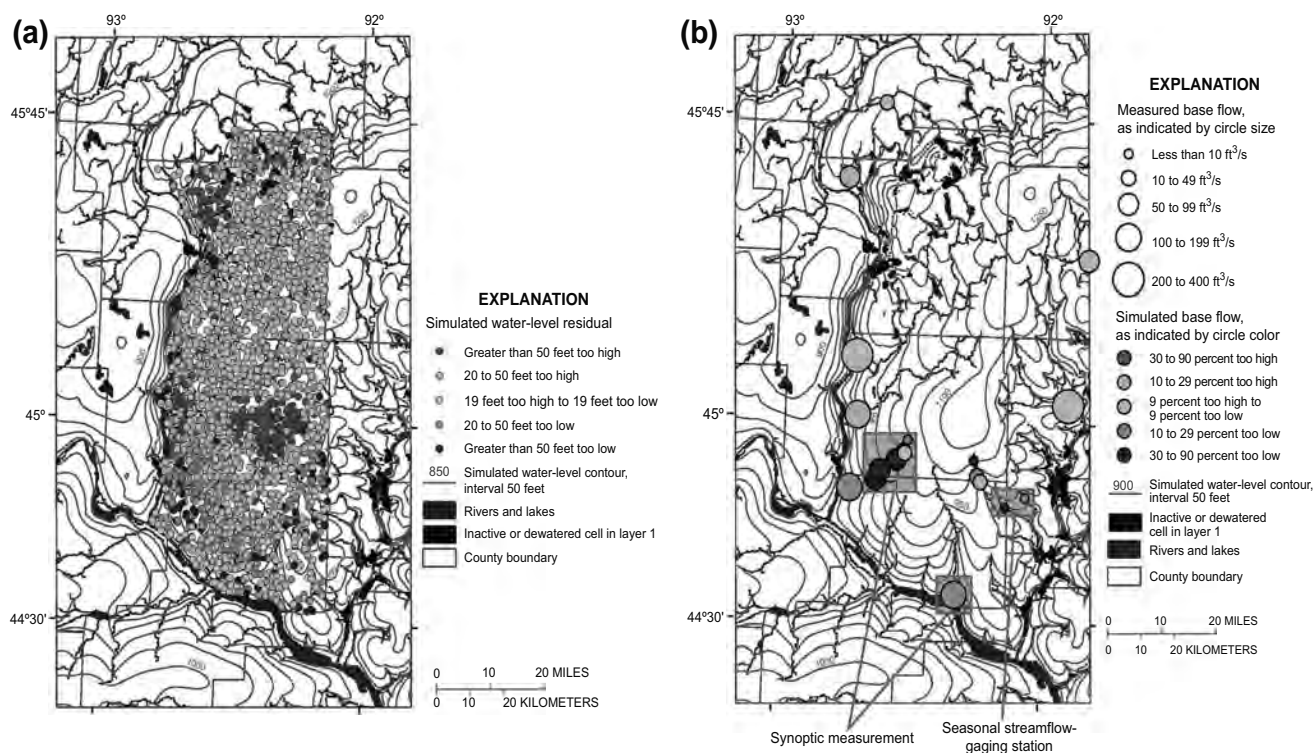 (a)
93º
92º
45º45'
45º
44º30'
1000
EXPLANATION
Simulated water-level residual
Greater than 50 feet too high
20 to 50 feet too high
19 feet too high to 19 feet too low
20 to 50 feet too low
Greater than 50 feet too low
850 Simulated water-level contour,
interval 50 feet
Rivers and lakes
Inactive or dewatered cell in layer 1
County boundary
0 10 20 MILES
0 10 20 KILOMETERS
(b)
93º
92º
45º45'
45º
44º30'
900
1200
1100
1000
EXPLANATION
Measured base flow,
as indicated by circle size
Less than 10 ft³/s
10 to 49 ft³/s
50 to 99 ft³/s
100 to 199 ft³/s
200 to 400 ft³/s
Simulated base flow,
as indicated by circle color
30 to 90 percent too high
10 to 29 percent too high
9 percent too high to
9 percent too low
10 to 29 percent too low
30 to 90 percent too low
900 Simulated water-level contour,
interval 50 feet
Inactive or dewatered
cell in layer 1
Rivers and lakes
County boundary
0 10 20 MILES
0 10 20 KILOMETERS
Synoptic measurement
Seasonal streamflow-
gaging station